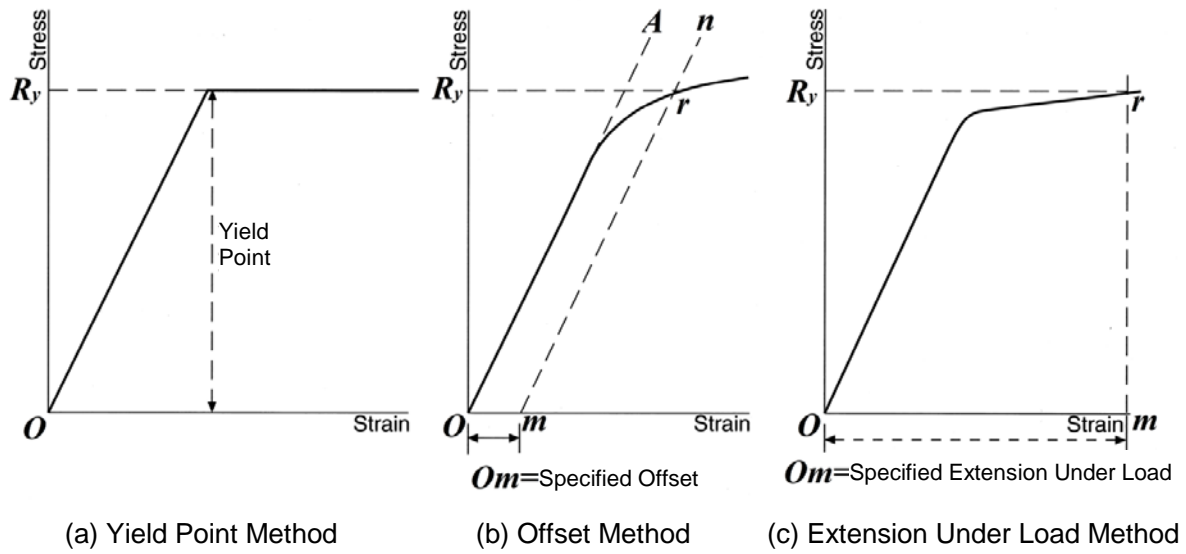 Stress
R_y
Yield
Point
O
Strain
(a) Yield Point Method
Stress
A
n
R_y
r
O
m
Strain
Om=Specified Offset
(b) Offset Method
Stress
R_y
r
O
Strain
m
Om=Specified Extension Under Load
(c) Extension Under Load Method